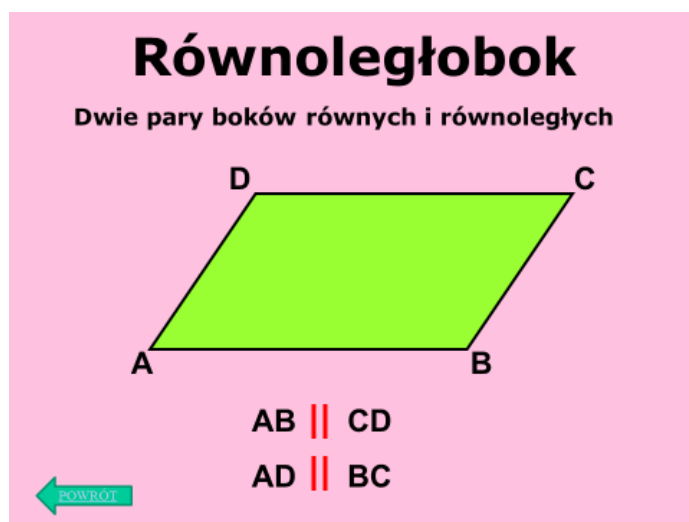 Równoległobok
Dwie pary boków równych i równoległych
D C
A B
AB || CD
AD || BC
POWRÓT